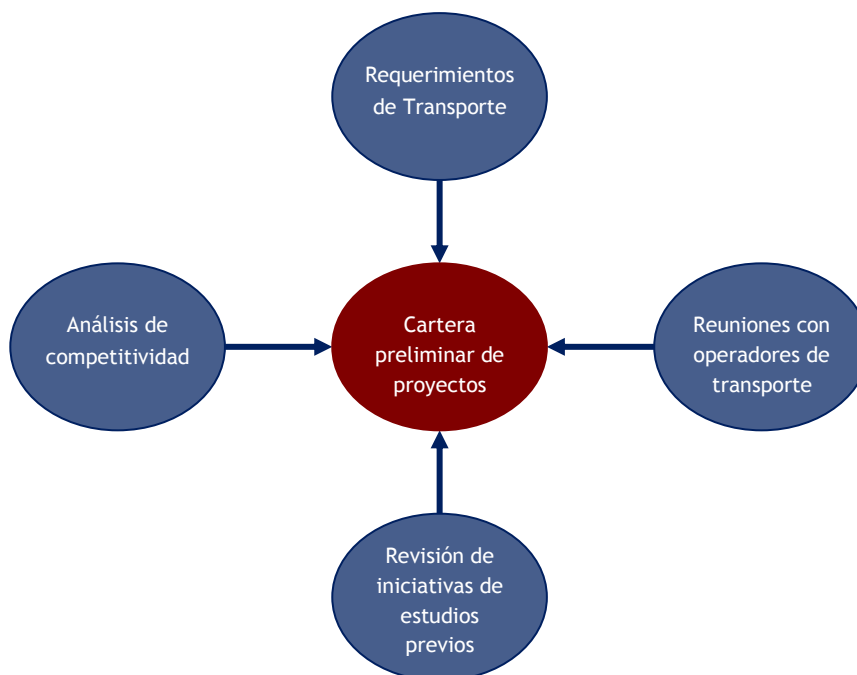 Requerimientos
de Transporte
Análisis de
competitividad
Cartera
preliminar de
proyectos
Reuniones con
operadores de
transporte
Revisión de
iniciativas de
estudios
previos